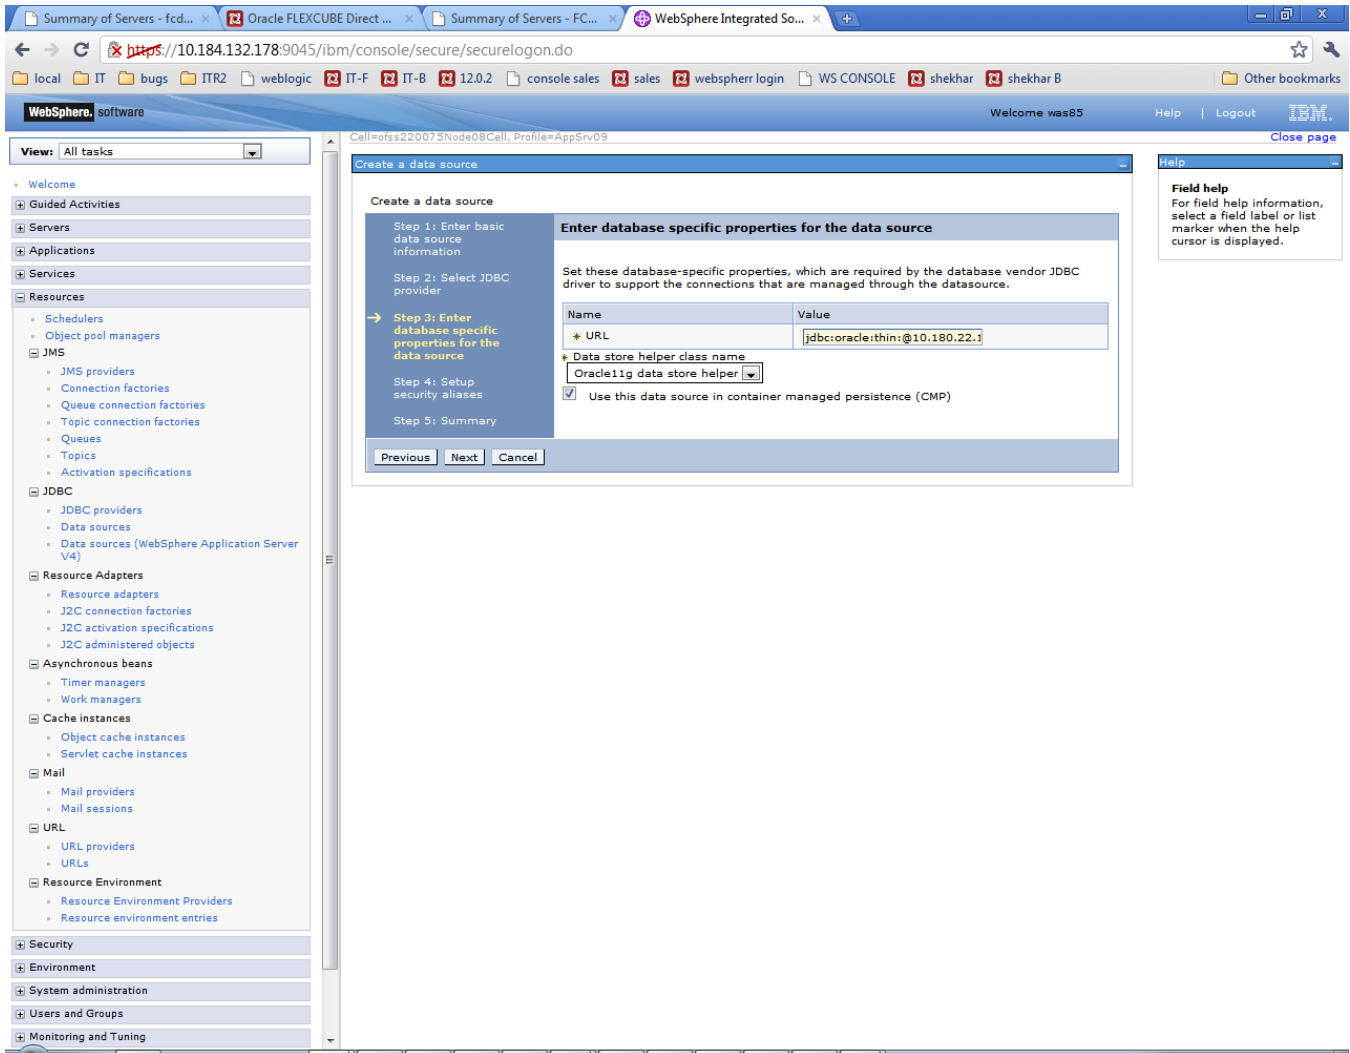 Summary of Servers - fcd...
Oracle FLEXCUBE Direct ...
Summary of Servers - FC...
WebSphere Integrated So...
https://10.184.132.178:9045/ibm/console/secure/securelogon.do
local IT bugs ITR2 weblogic IT-F IT-B 12.0.2 console sales sales webspherr login WS CONSOLE shekhar shekhar B Other bookmarks
WebSphere. software Welcome was85 Help | Logout IBM.
View: All tasks
Welcome
Guided Activities
Servers
Applications
Services
Resources
Schedulers
Object pool managers
JMS
JMS providers
Connection factories
Queue connection factories
Topic connection factories
Queues
Topics
Activation specifications
JDBC
JDBC providers
Data sources
Data sources (WebSphere Application Server
V4)
Resource Adapters
Resource adapters
J2C connection factories
J2C activation specifications
J2C administered objects
Asynchronous beans
Timer managers
Work managers
Cache instances
Object cache instances
Servlet cache instances
Mail
Mail providers
Mail sessions
URL
URL providers
URLs
Resource Environment
Resource Environment Providers
Resource environment entries
Security
Environment
System administration
Users and Groups
Monitoring and Tuning
Cell=ofss220075Node08Cell, Profile=AppSrv09
Close page
Create a data source
Create a data source
Step 1: Enter basic
data source
information
Step 2: Select JDBC
provider
Step 3: Enter
database specific
properties for the
data source
Step 4: Setup
security aliases
Step 5: Summary
Enter database specific properties for the data source
Set these database-specific properties, which are required by the database vendor JDBC
driver to support the connections that are managed through the datasource.
Name Value
* URL jdbc:oracle:thin:@10.180.22.1
* Data store helper class name
Oracle11g data store helper
Use this data source in container managed persistence (CMP)
Previous Next Cancel
Help
Field help
For field help information,
select a field label or list
marker when the help
cursor is displayed.